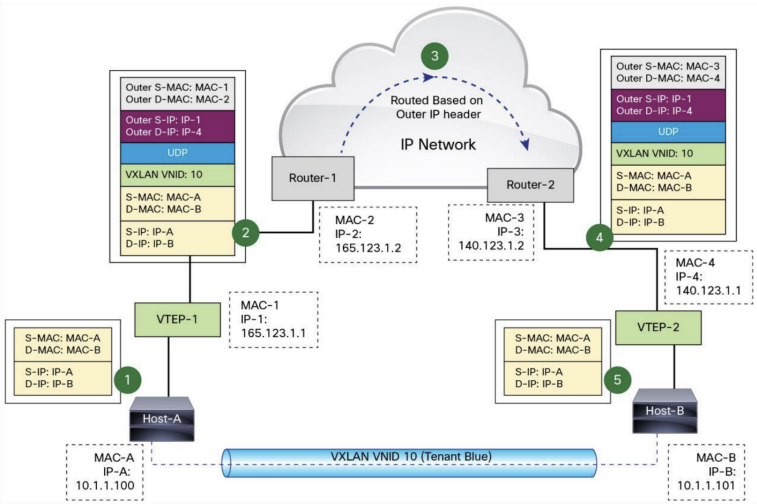 3
Routed Based on
Outer IP header
IP Network
Outer S-MAC: MAC-1
Outer D-MAC: MAC-2
Outer S-IP: IP-1
Outer D-IP: IP-4
UDP
VXLAN VNID: 10
S-MAC: MAC-A
D-MAC: MAC-B
S-IP: IP-A
D-IP: IP-B
2
Router-1
MAC-2
IP-2:
165.123.1.2
Router-2
MAC-3
IP-3:
140.123.1.2
Outer S-MAC: MAC-3
Outer D-MAC: MAC-4
Outer S-IP: IP-1
Outer D-IP: IP-4
UDP
VXLAN VNID: 10
S-MAC: MAC-A
D-MAC: MAC-B
S-IP: IP-A
D-IP: IP-B
4
MAC-4
IP-4:
140.123.1.1
VTEP-1
MAC-1
IP-1:
165.123.1.1
VTEP-2
S-MAC: MAC-A
D-MAC: MAC-B
S-IP: IP-A
D-IP: IP-B
1
Host-A
MAC-A
IP-A:
10.1.1.100
S-MAC: MAC-A
D-MAC: MAC-B
S-IP: IP-A
D-IP: IP-B
5
Host-B
MAC-B
IP-B:
10.1.1.101
VXLAN VNID 10 (Tenant Blue)